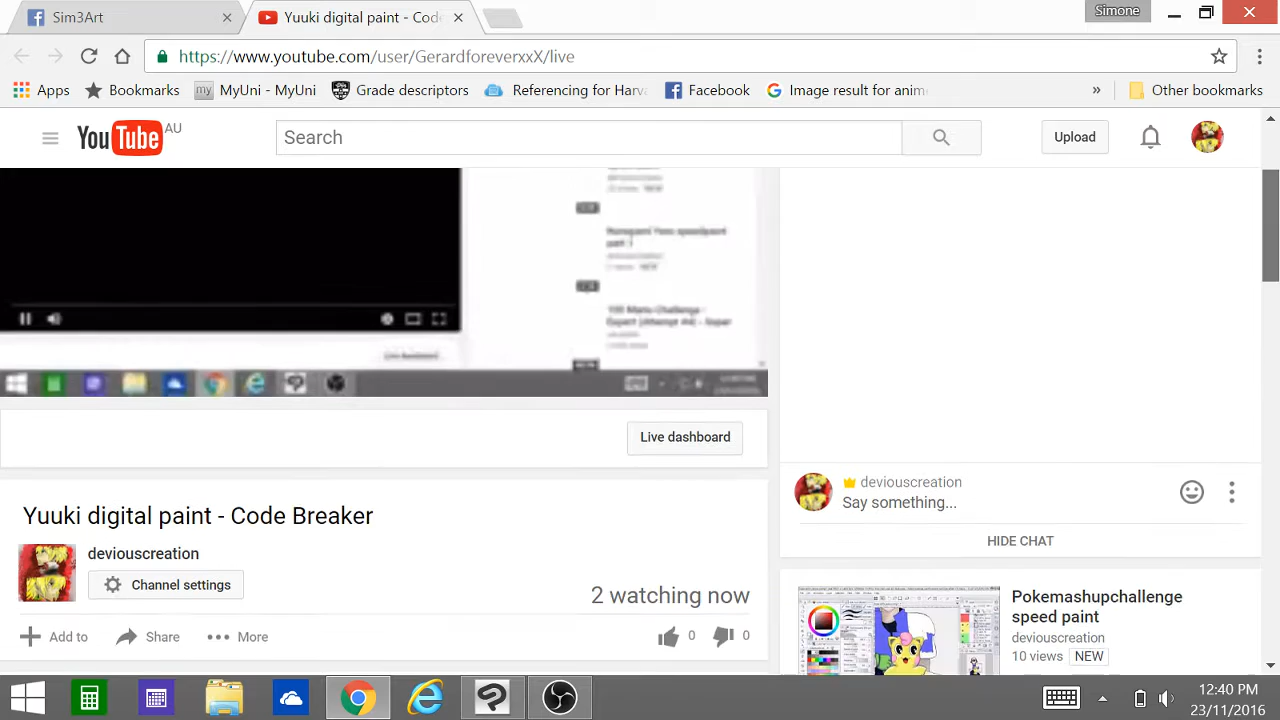 Sim3Art
Yuuki digital paint - Code
Simone
https://www.youtube.com/user/GerardforeverxxX/live
Apps
Bookmarks
my MyUni - MyUni
Grade descriptors
Referencing for Harv
Facebook
Image result for anim
»
Other bookmarks
YouTube AU
Search
Upload
Live dashboard
deviouscreation
Say something...
HIDE CHAT
Yuuki digital paint - Code Breaker
deviouscreation
Channel settings
2 watching now
Add to
Share
More
0
0
Pokemashupchallenge
speed paint
deviouscreation
10 views NEW
12:40 PM
23/11/2016